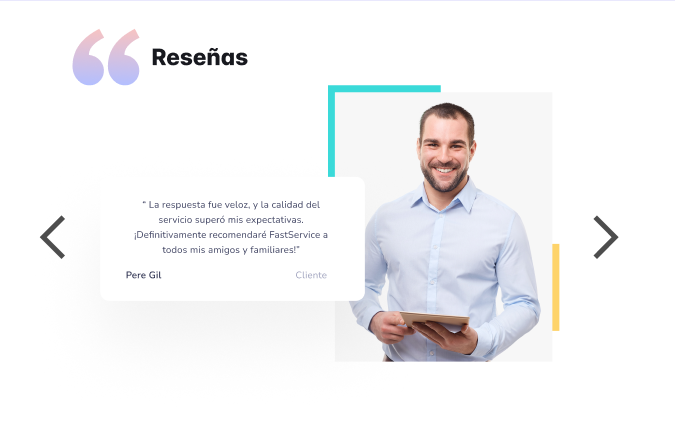 Reseñas
“ La respuesta fue veloz, y la calidad del
servicio superó mis expectativas.
¡Definitivamente recomendaré FastService a
todos mis amigos y familiares!”
Pere Gil
Cliente